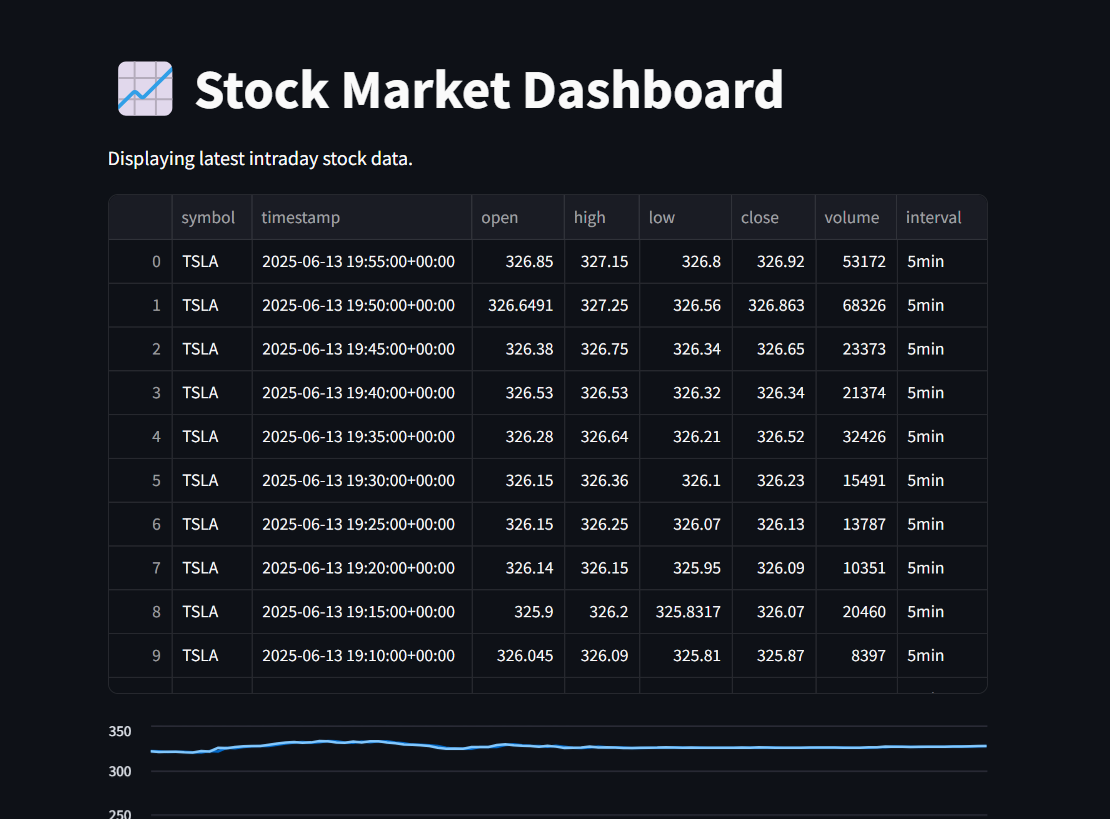 Stock Market Dashboard
Displaying latest intraday stock data.
symbol timestamp open high low close volume interval
0 TSLA 2025-06-13 19:55:00+00:00 326.85 327.15 326.8 326.92 53172 5min
1 TSLA 2025-06-13 19:50:00+00:00 326.6491 327.25 326.56 326.863 68326 5min
2 TSLA 2025-06-13 19:45:00+00:00 326.38 326.75 326.34 326.65 23373 5min
3 TSLA 2025-06-13 19:40:00+00:00 326.53 326.53 326.32 326.34 21374 5min
4 TSLA 2025-06-13 19:35:00+00:00 326.28 326.64 326.21 326.52 32426 5min
5 TSLA 2025-06-13 19:30:00+00:00 326.15 326.36 326.1 326.23 15491 5min
6 TSLA 2025-06-13 19:25:00+00:00 326.15 326.25 326.07 326.13 13787 5min
7 TSLA 2025-06-13 19:20:00+00:00 326.14 326.15 325.95 326.09 10351 5min
8 TSLA 2025-06-13 19:15:00+00:00 325.9 326.2 325.8317 326.07 20460 5min
9 TSLA 2025-06-13 19:10:00+00:00 326.045 326.09 325.81 325.87 8397 5min
350
300
250